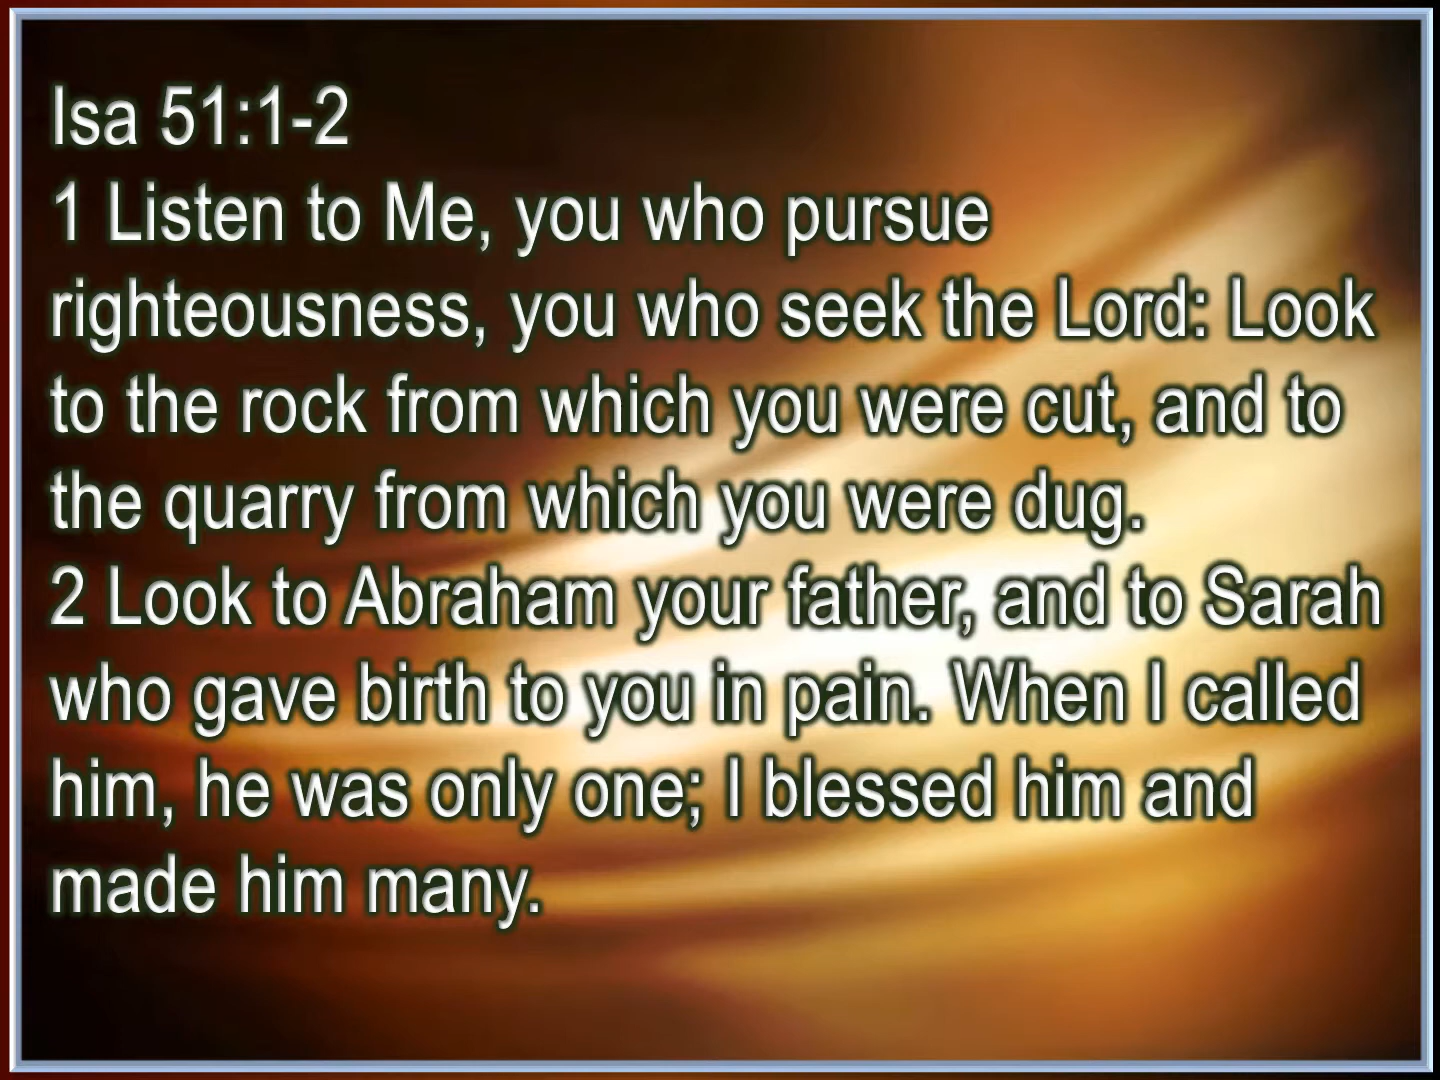 Isa 51:1-2
1 Listen to Me, you who pursue
righteousness, you who seek the Lord: Look
to the rock from which you were cut, and to
the quarry from which you were dug.
2 Look to Abraham your father, and to Sarah
who gave birth to you in pain. When I called
him, he was only one; I blessed him and
made him many.